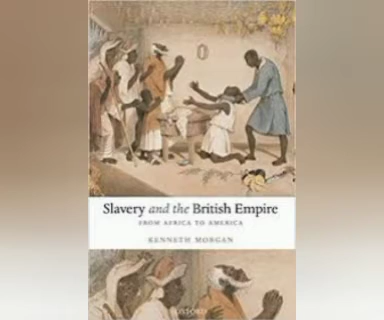 Slavery and the British Empire
FROM AFRICA TO AMERICA
KENNETH MORGAN
OXFORD